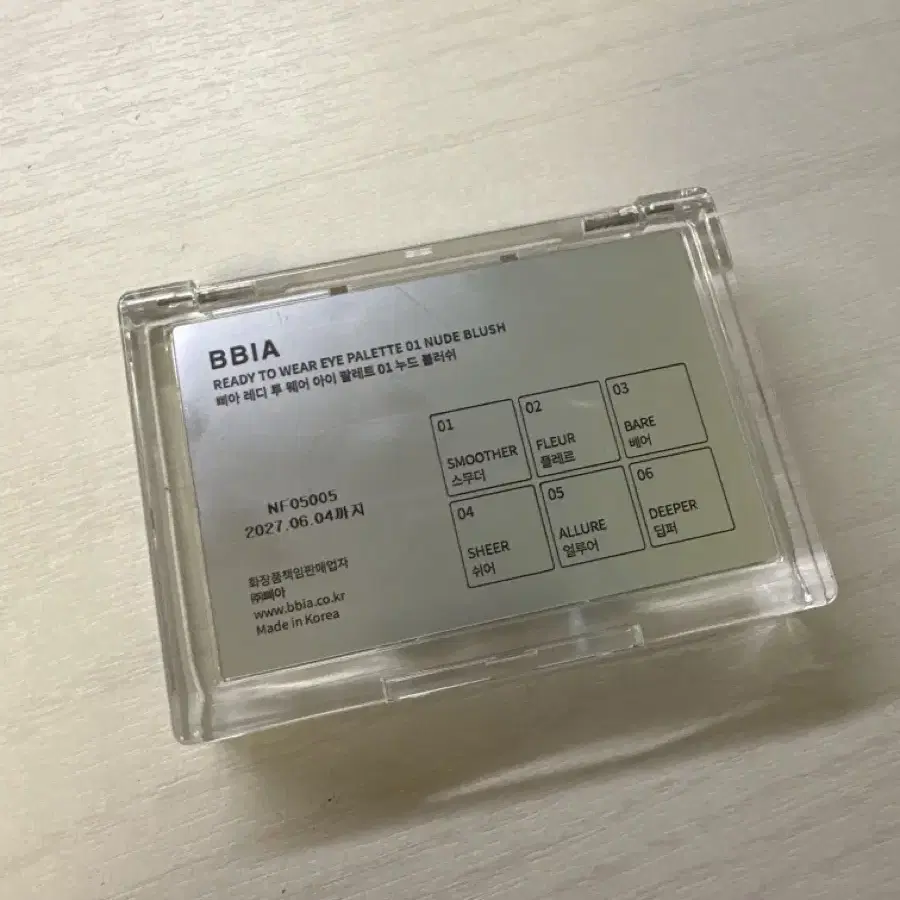 BBIA
READY TO WEAR EYE PALETTE 01 NUDE BLUSH
삐아 레디 투 웨어 아이 팔레트 01 누드 블러쉬
01
SMOOTHER
스무더
02
FLEUR
플레르
03
BARE
베어
04
SHEER
쉬어
05
ALLURE
얼루어
06
DEEPER
딥퍼
NF05005
2027.06.04까지
화장품책임판매업자
㈜삐아
www.bbia.co.kr
Made in Korea